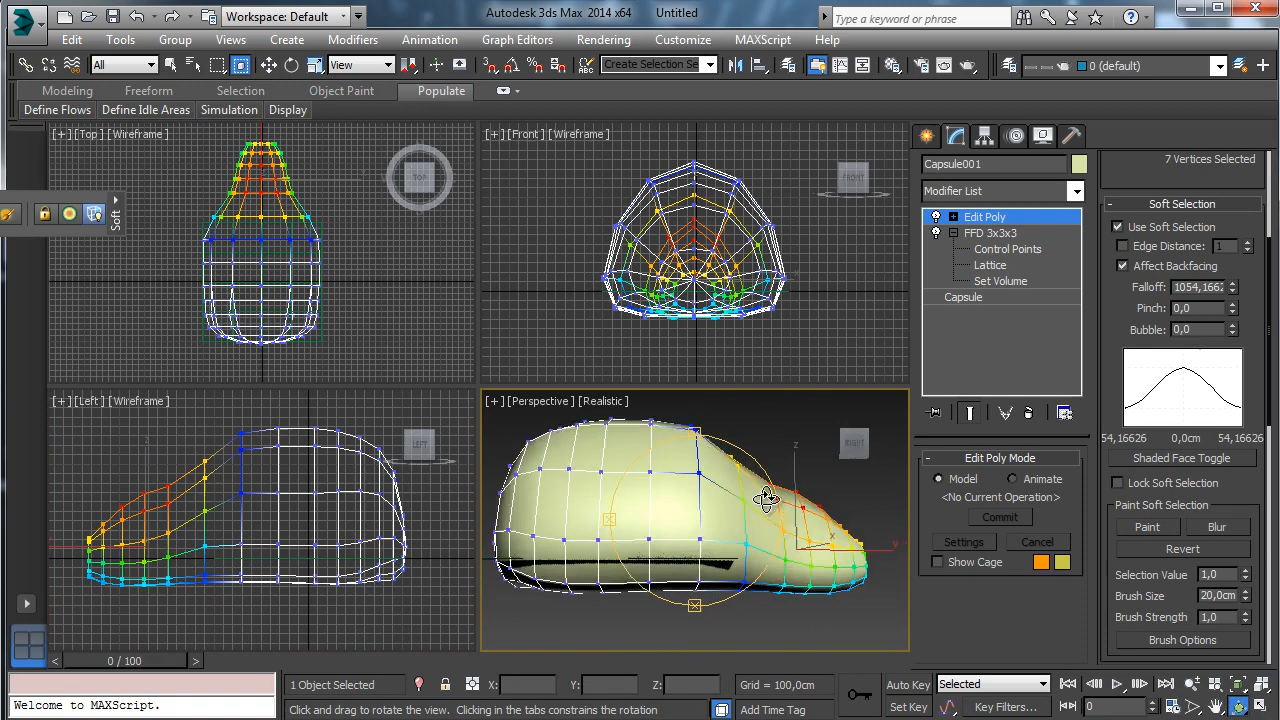 Workspace: Default
Autodesk 3ds Max 2014 x64 Untitled
Type a keyword or phrase
Edit Tools Group Views Create Modifiers Animation Graph Editors Rendering Customize MAXScript Help
All View Create Selection Se 0 (default)
Modeling Freeform Selection Object Paint Populate
Define Flows Define Idle Areas Simulation Display
[+] [Top] [Wireframe]
TOP
Soft
[+] [Front] [Wireframe]
FRONT
[+] [Left] [Wireframe]
LEFT
[+] [Perspective] [Realistic]
RIGHT
z
x
y
Capsule001
Modifier List
Edit Poly
FFD 3x3x3
Control Points
Lattice
Set Volume
Capsule
Edit Poly Mode
Model Animate
<No Current Operation>
Commit
Settings Cancel
Show Cage
7 Vertices Selected
Soft Selection
Use Soft Selection
Edge Distance: 1
Affect Backfacing
Falloff: 1054,1662
Pinch: 0,0
Bubble: 0,0
54,16626 0,0cm 54,16626
Shaded Face Toggle
Lock Soft Selection
Paint Soft Selection
Paint Blur
Revert
Selection Value 1,0
Brush Size 20,0cm
Brush Strength 1,0
Brush Options
0 / 100
Welcome to MAXScript.
1 Object Selected X: Y: Z: Grid = 100,0cm
Click and drag to rotate the view. Clicking in the tabs constrains the rotation
Add Time Tag
Auto Key Selected
Set Key Key Filters... 0